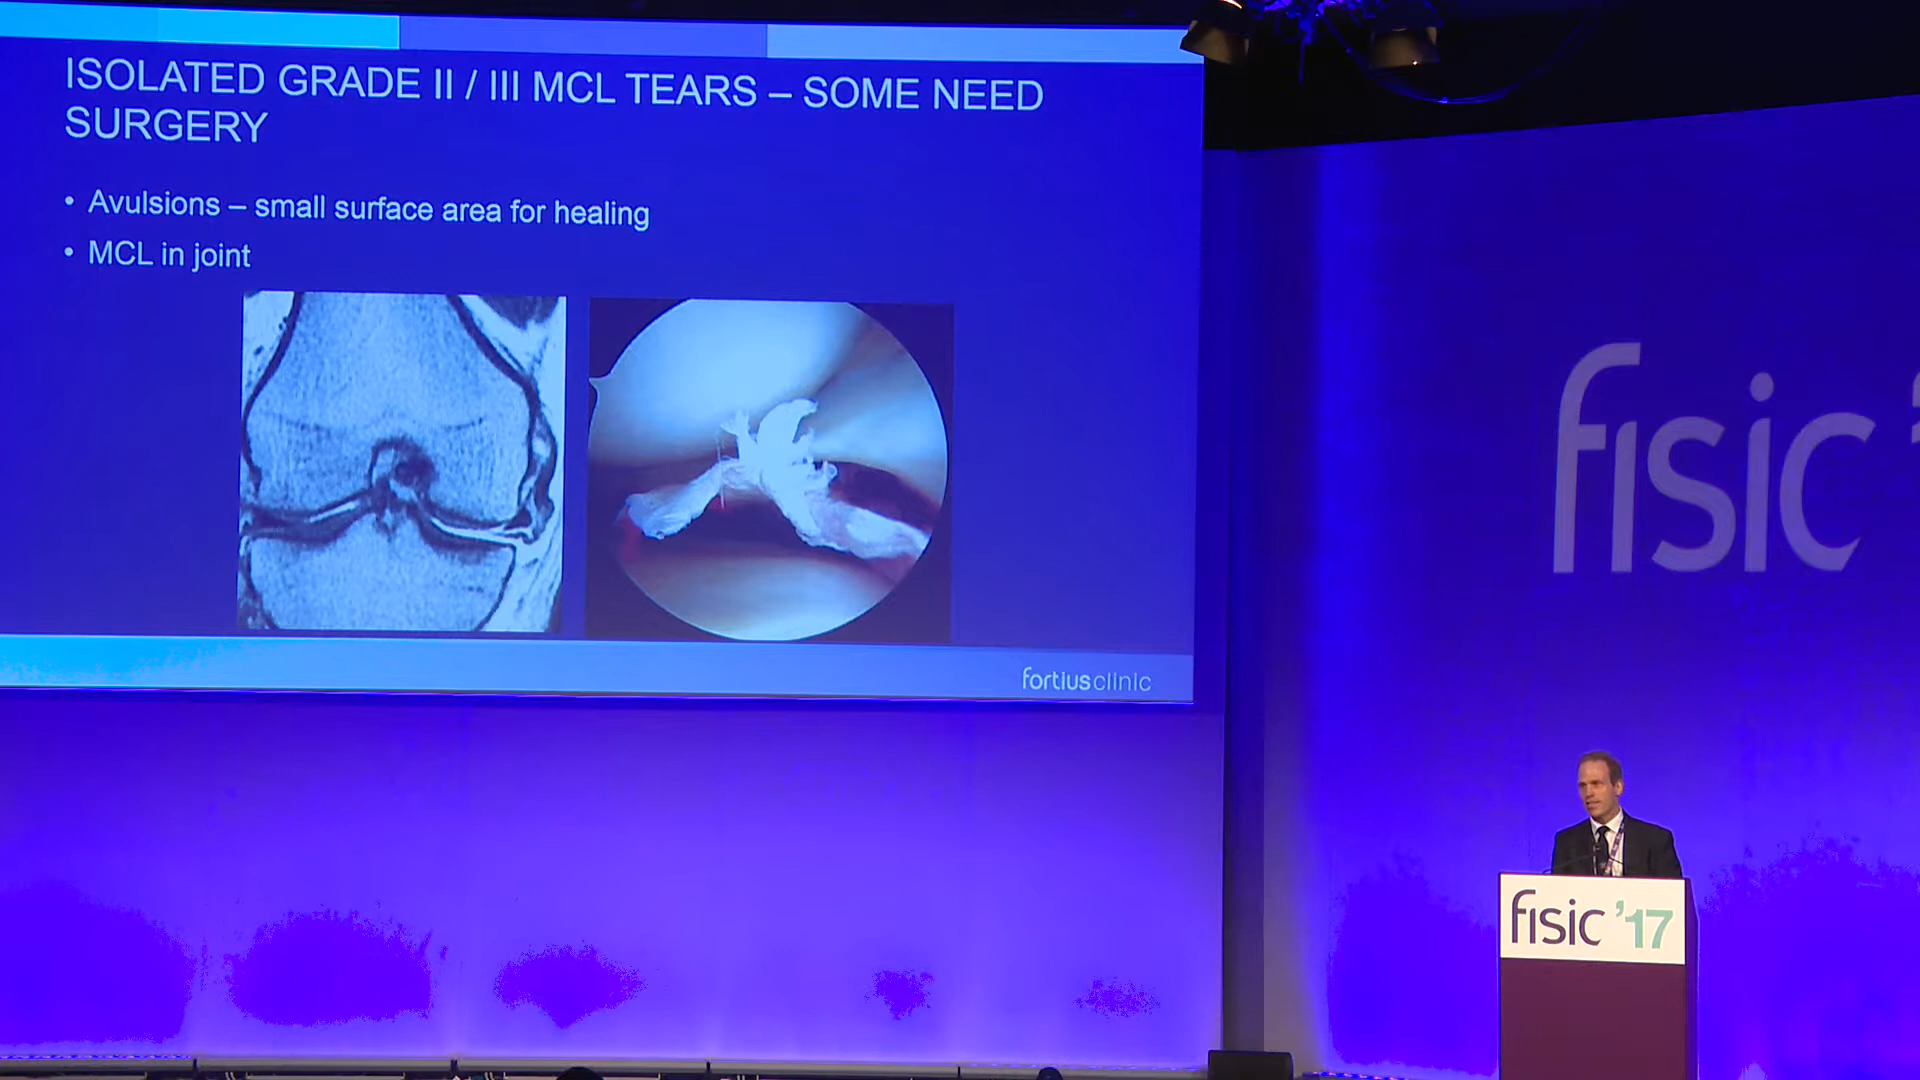 ISOLATED GRADE II / III MCL TEARS – SOME NEED
SURGERY
• Avulsions – small surface area for healing
• MCL in joint
fortiusclinic
fisic '
fisic '17